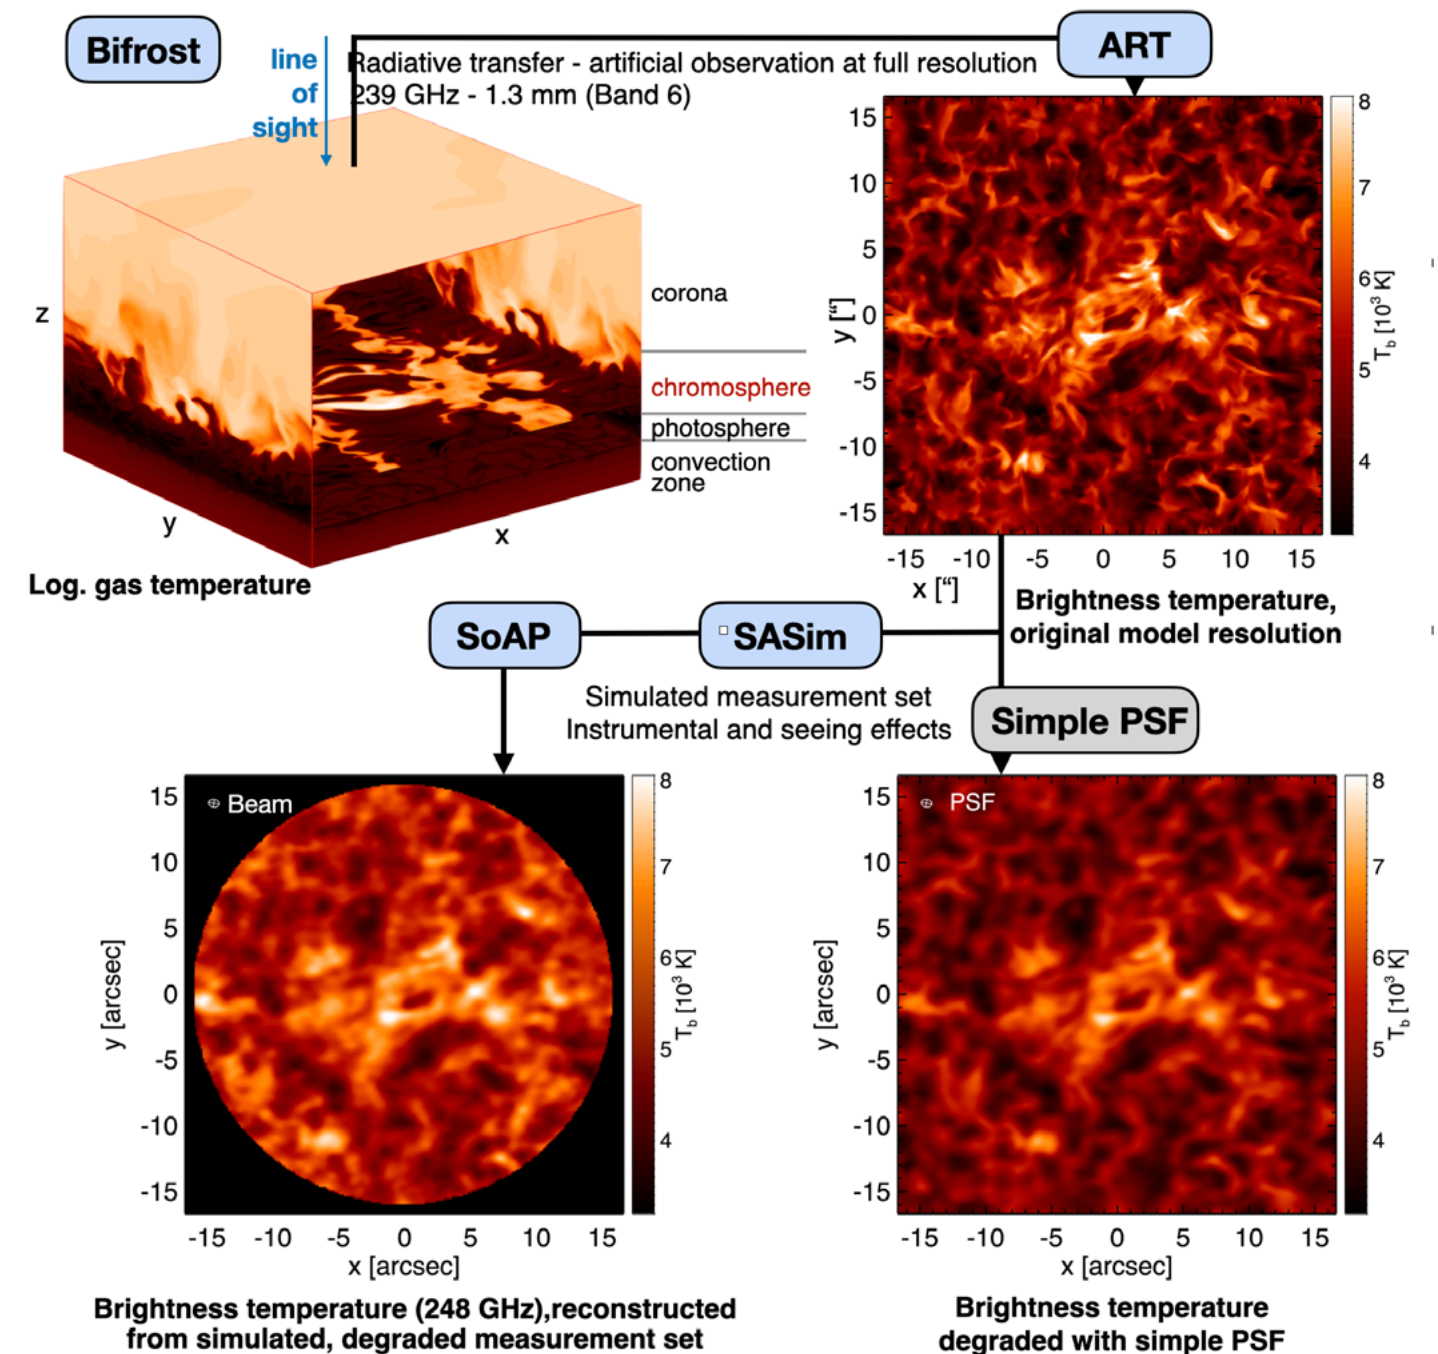 Bifrost
line
of
sight
Radiative transfer - artificial observation at full resolution
239 GHz - 1.3 mm (Band 6)
ART
z
y
x
corona
chromosphere
photosphere
convection
zone
Log. gas temperature
15
10
5
0
-5
-10
-15
y [“]
-15 -10 -5 0 5 10 15
x [“]
8
7
6
5
4
T_b [10³ K]
Brightness temperature,
original model resolution
SoAP
SASim
Simulated measurement set
Instrumental and seeing effects
Simple PSF
Beam
15
10
5
0
-5
-10
-15
y [arcsec]
-15 -10 -5 0 5 10 15
x [arcsec]
8
7
6
5
4
T_b [10³ K]
Brightness temperature (248 GHz),reconstructed
from simulated, degraded measurement set
PSF
15
10
5
0
-5
-10
-15
y [arcsec]
-15 -10 -5 0 5 10 15
x [arcsec]
8
7
6
5
4
T_b [10³ K]
Brightness temperature
degraded with simple PSF